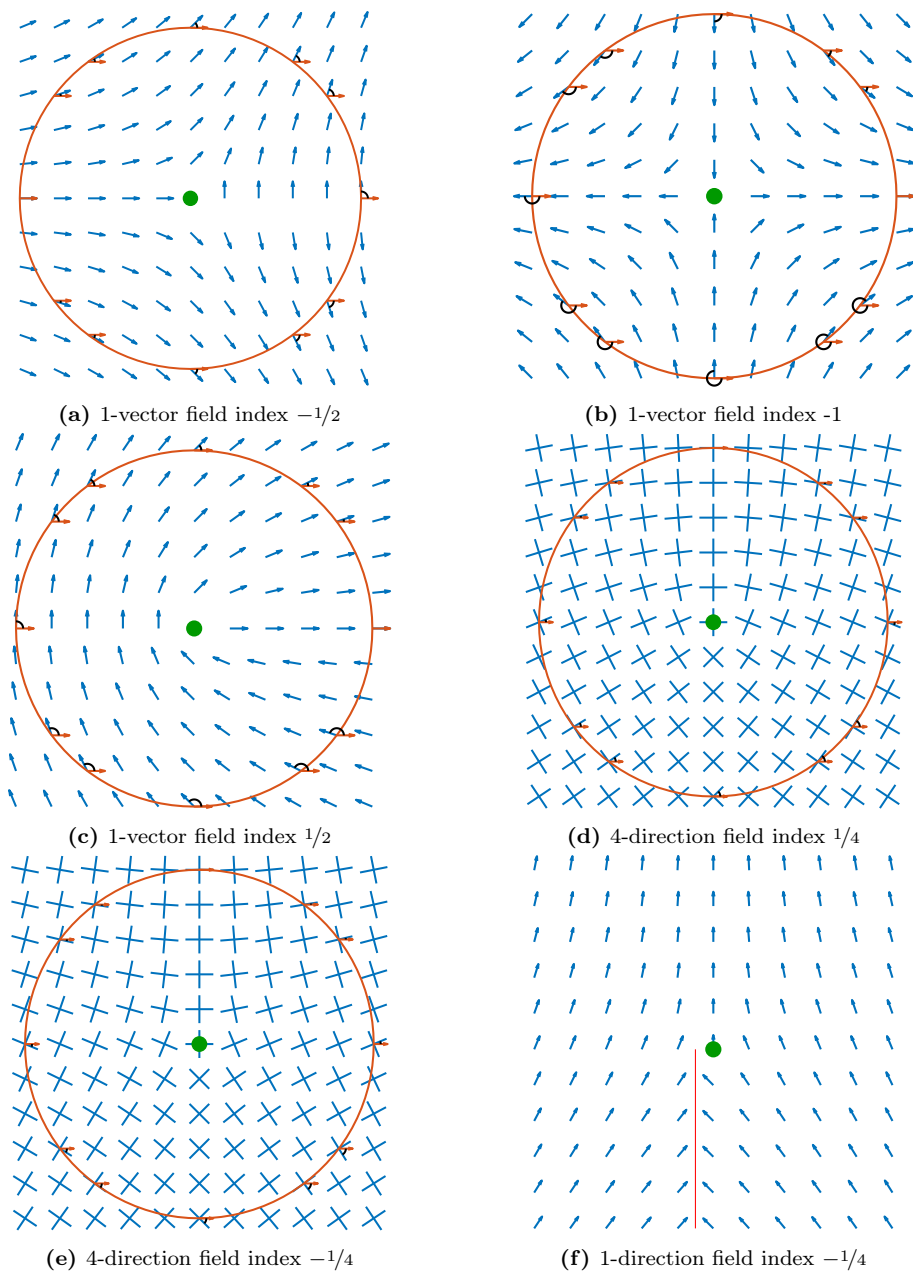 (a) 1-vector field index −1/2
(b) 1-vector field index -1
(c) 1-vector field index 1/2
(d) 4-direction field index 1/4
(e) 4-direction field index −1/4
(f) 1-direction field index −1/4